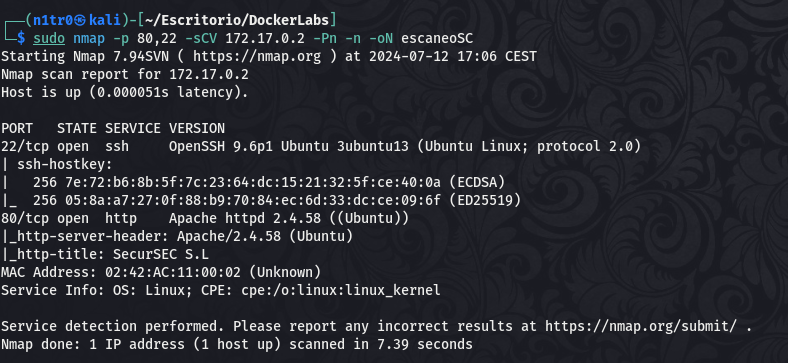 ┌──(n1tr0㉿kali)-[~/Escritorio/DockerLabs]
└─$ sudo nmap -p 80,22 -sCV 172.17.0.2 -Pn -n -oN escaneoSC
Starting Nmap 7.94SVN ( https://nmap.org ) at 2024-07-12 17:06 CEST
Nmap scan report for 172.17.0.2
Host is up (0.000051s latency).

PORT   STATE SERVICE VERSION
22/tcp open  ssh     OpenSSH 9.6p1 Ubuntu 3ubuntu13 (Ubuntu Linux; protocol 2.0)
| ssh-hostkey:
|   256 7e:72:b6:8b:5f:7c:23:64:dc:15:21:32:5f:ce:40:0a (ECDSA)
|_  256 05:8a:a7:27:0f:88:b9:70:84:ec:6d:33:dc:ce:09:6f (ED25519)
80/tcp open  http    Apache httpd 2.4.58 ((Ubuntu))
|_http-server-header: Apache/2.4.58 (Ubuntu)
|_http-title: SecurSEC S.L
MAC Address: 02:42:AC:11:00:02 (Unknown)
Service Info: OS: Linux; CPE: cpe:/o:linux:linux_kernel

Service detection performed. Please report any incorrect results at https://nmap.org/submit/ .
Nmap done: 1 IP address (1 host up) scanned in 7.39 seconds